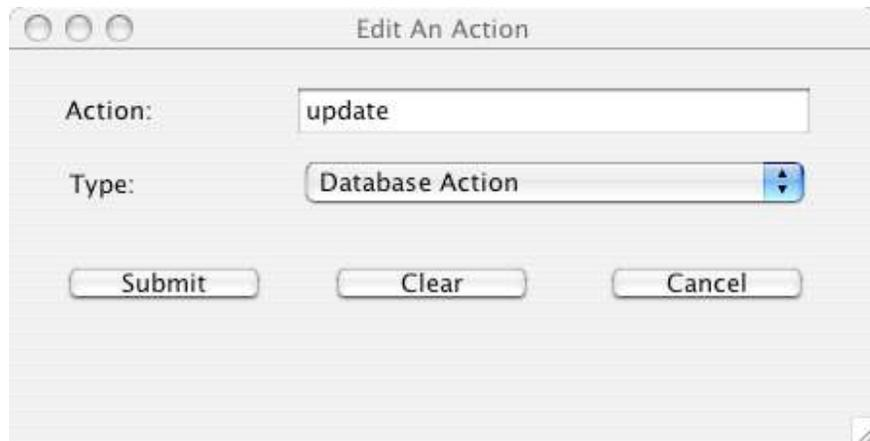 Edit An Action
Action: update
Type: Database Action
Submit Clear Cancel